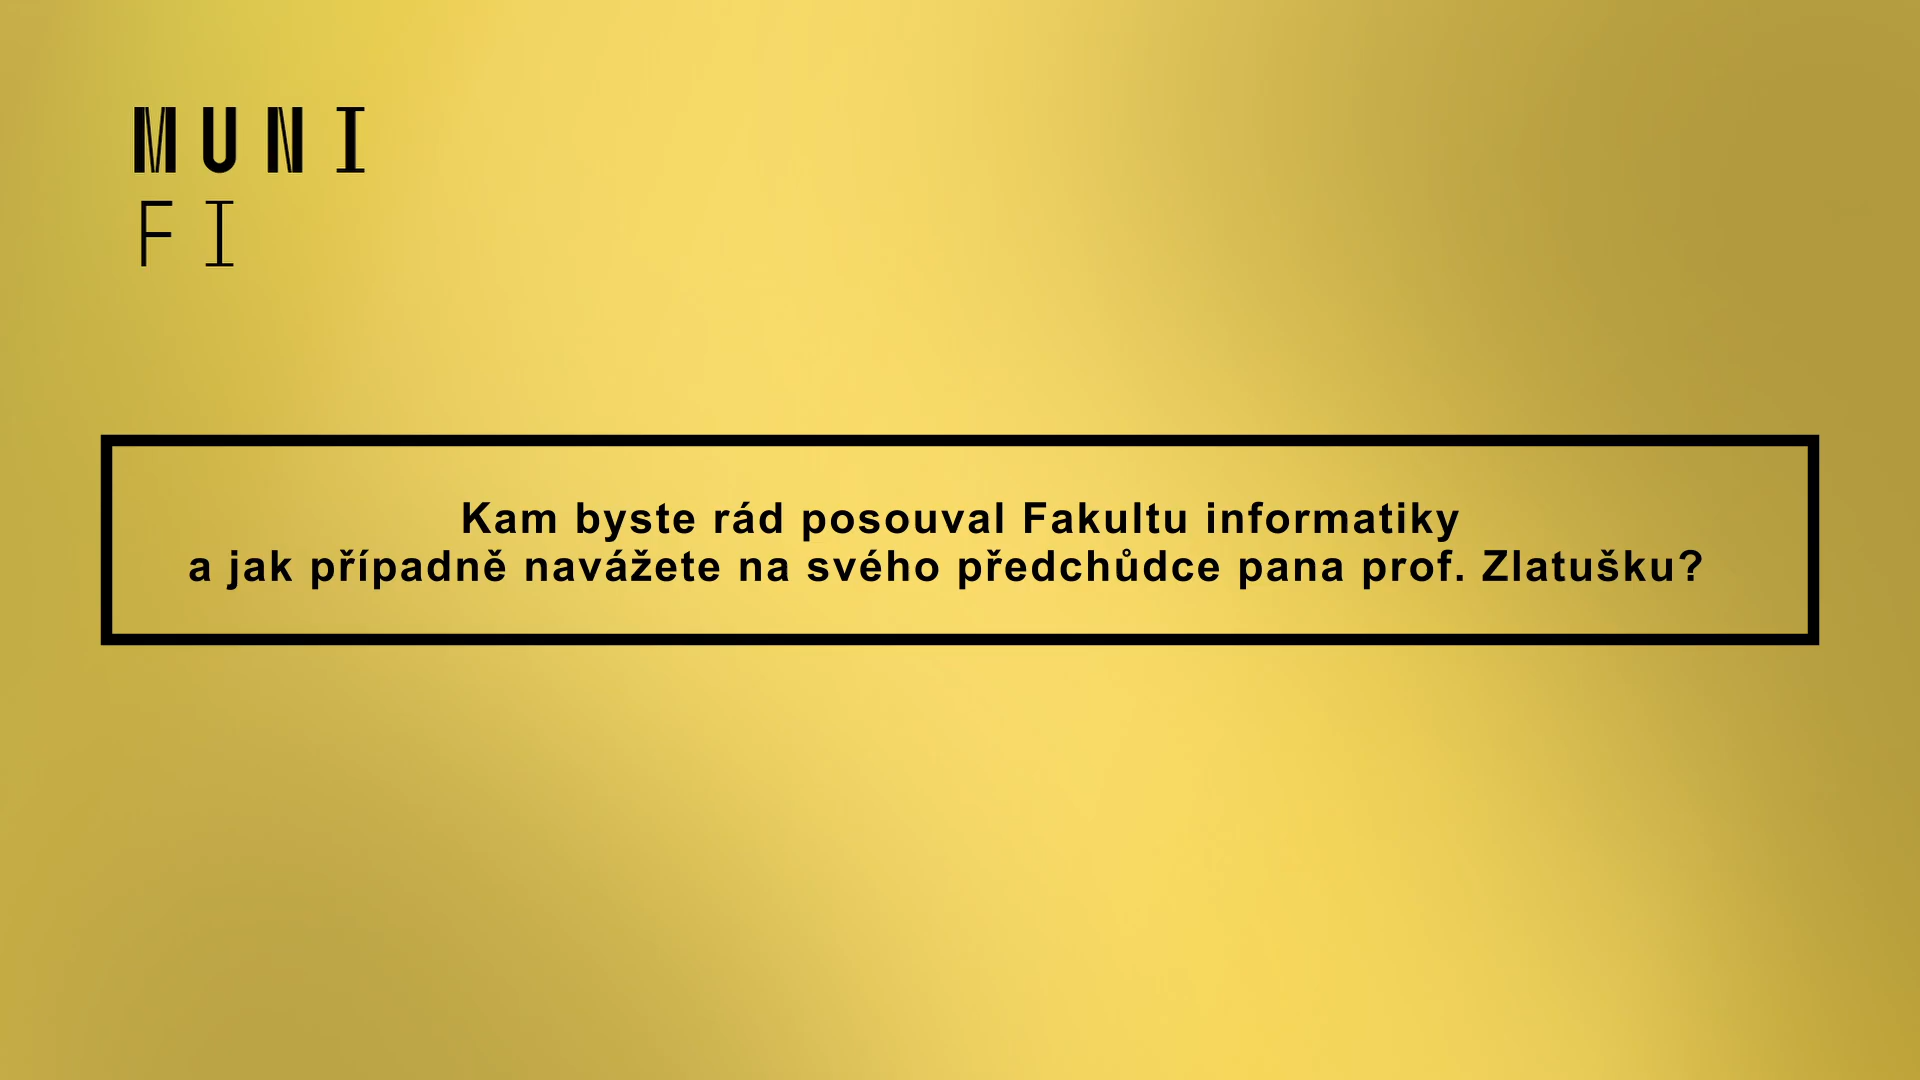 MUNI
FI
Kam byste rád posouval Fakultu informatiky
a jak případně navážete na svého předchůdce pana prof. Zlatušku?